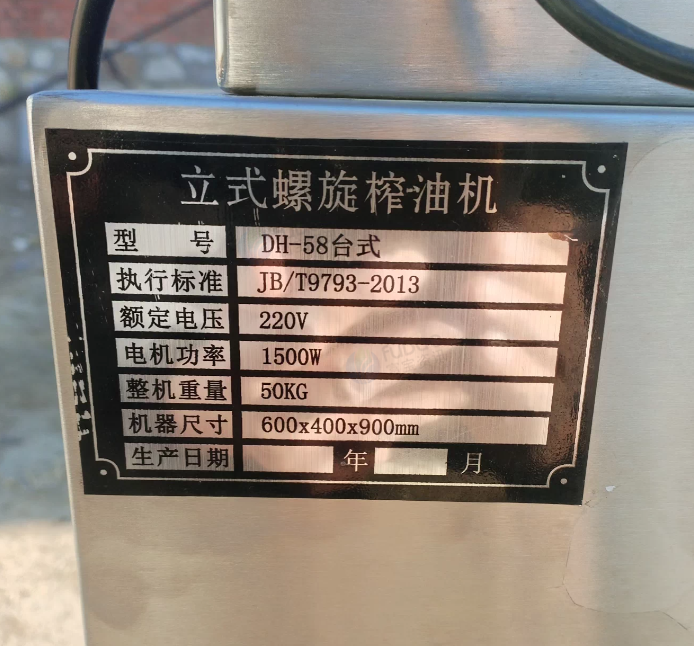 立式螺旋榨油机
型号 DH-58台式
执行标准 JB/T9793-2013
额定电压 220V
电机功率 1500W
整机重量 50KG
机器尺寸 600x400x900mm
生产日期 年 月